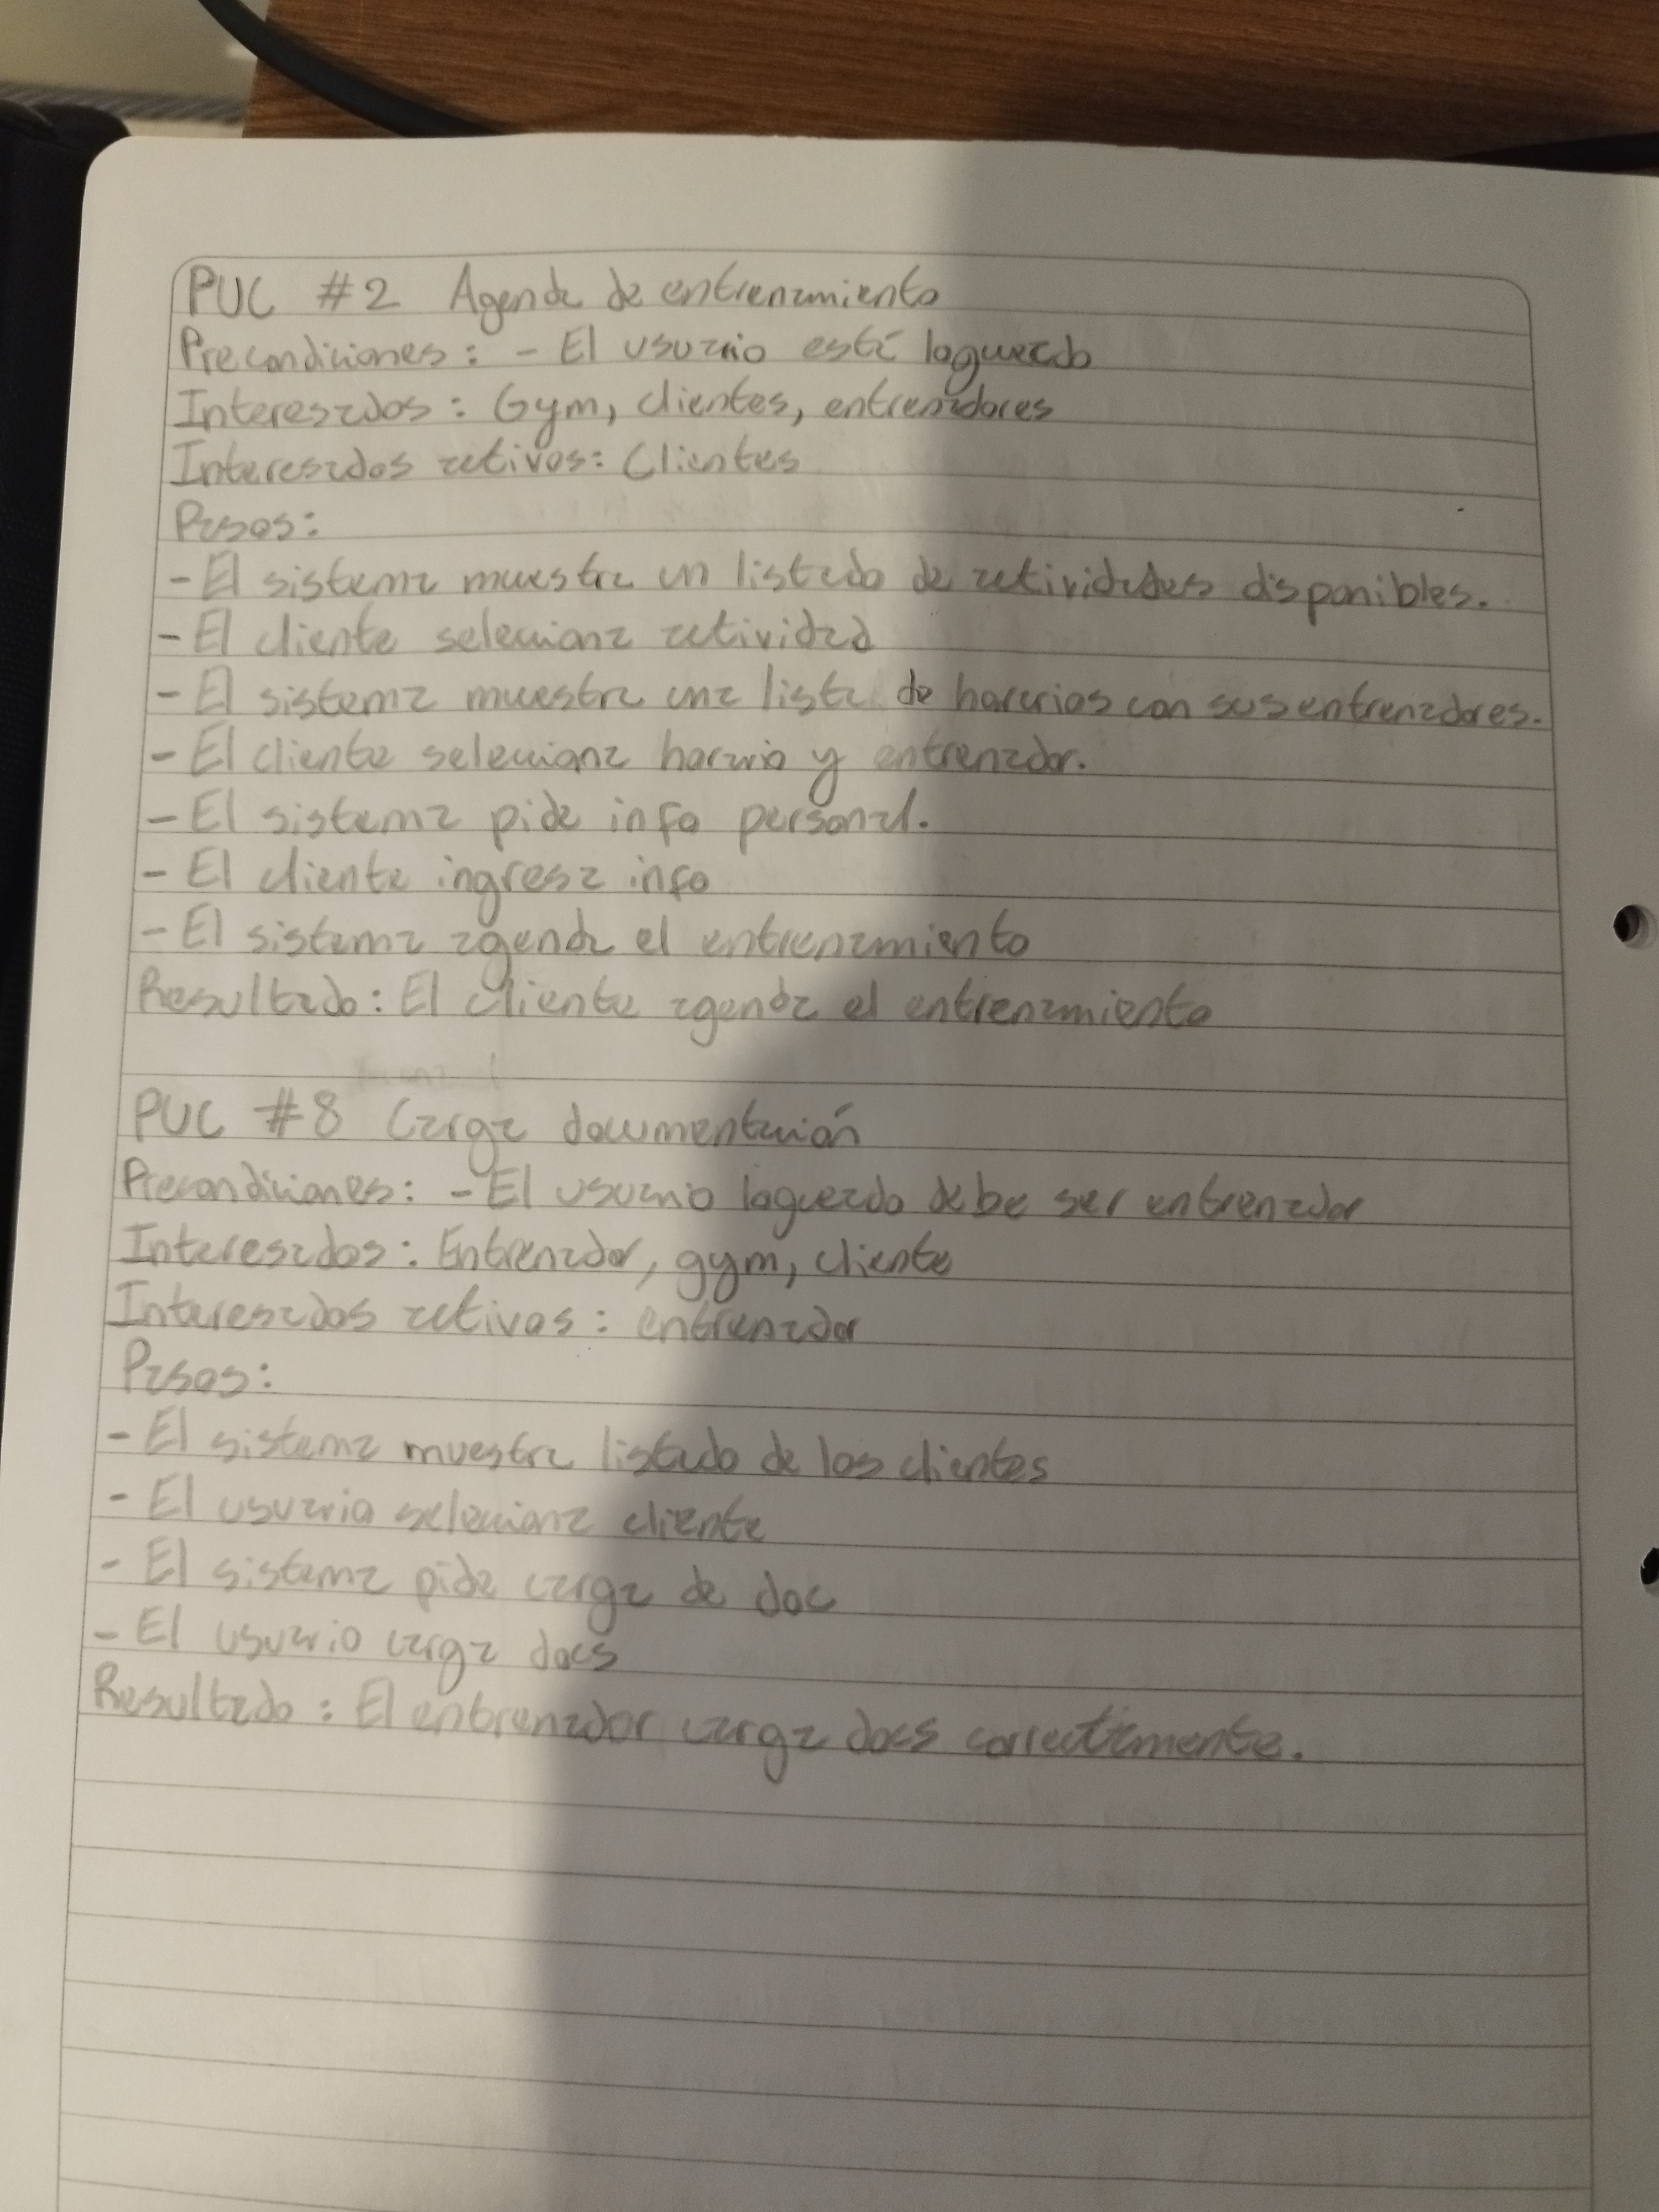 PUC #2 Agenda de entrenamiento
Precondiciones: - El usuario está logueado
Interesados: Gym, clientes, entrenadores
Interesados activos: Clientes
Pasos:
- El sistema muestra un listado de actividades disponibles.
- El cliente selecciona actividad
- El sistema muestra una lista de horarios con sus entrenadores.
- El cliente selecciona horario y entrenador.
- El sistema pide info personal.
- El cliente ingresa info
- El sistema agenda el entrenamiento
Resultado: El cliente agenda el entrenamiento
PUC #8 Carga documentación
Precondiciones: - El usuario logueado debe ser entrenador
Interesados: Entrenador, gym, cliente
Interesados activos: entrenador
Pasos:
- El sistema muestra listado de los clientes
- El usuario selecciona cliente
- El sistema pide carga de doc
- El usuario carga docs
Resultado: El entrenador carga docs correctamente.